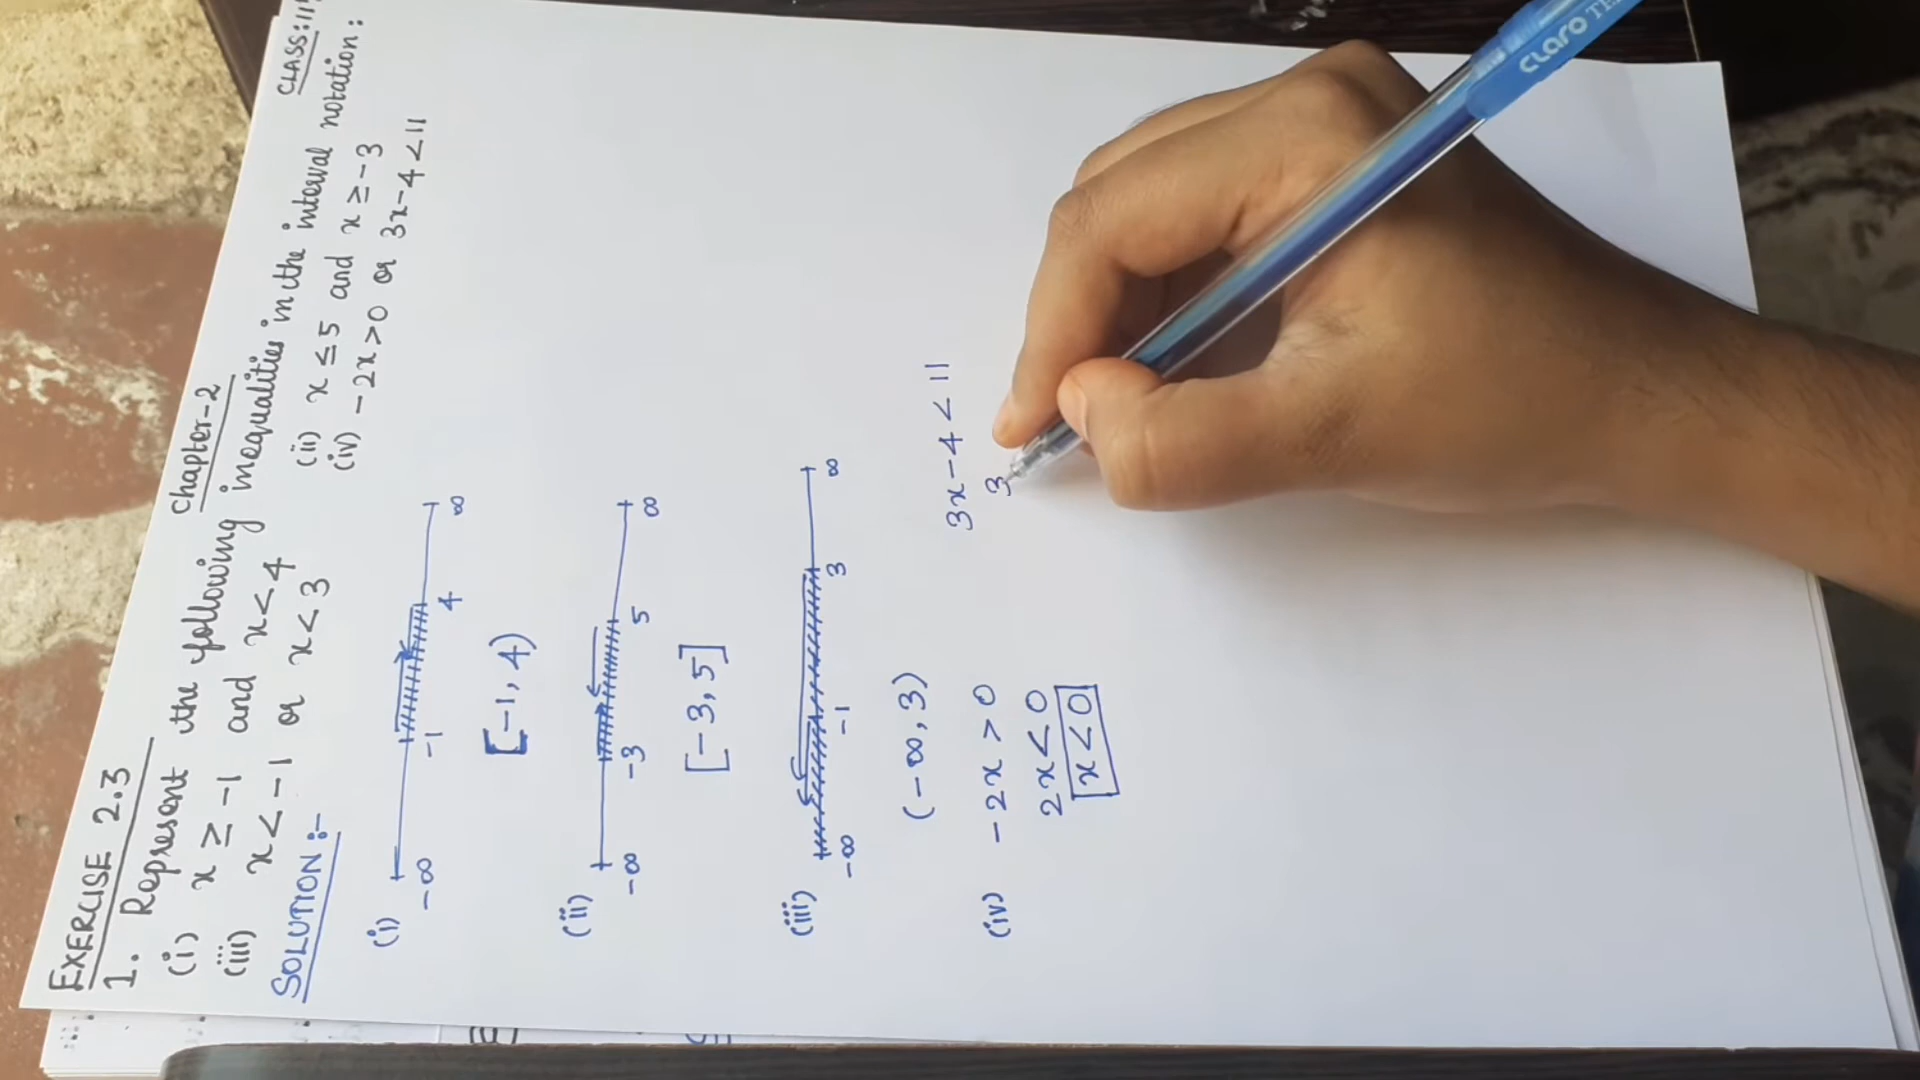 CLASS:11
Chapter-2
EXERCISE 2.3
1. Represent the following inequalities in the interval notation:
(i) x ≥ -1 and x < 4 (ii) x ≤ 5 and x ≥ -3
(iii) x < -1 or x < 3 (iv) -2x > 0 or 3x-4 < 11
SOLUTION:-
(i)
-∞ -1 4 ∞
[-1, 4)
(ii)
-∞ -3 5 ∞
[-3, 5]
(iii)
-∞ -1 3 ∞
(-∞, 3)
(iv) -2x > 0 3x-4 < 11
2x < 0 3
x < 0
CLARO